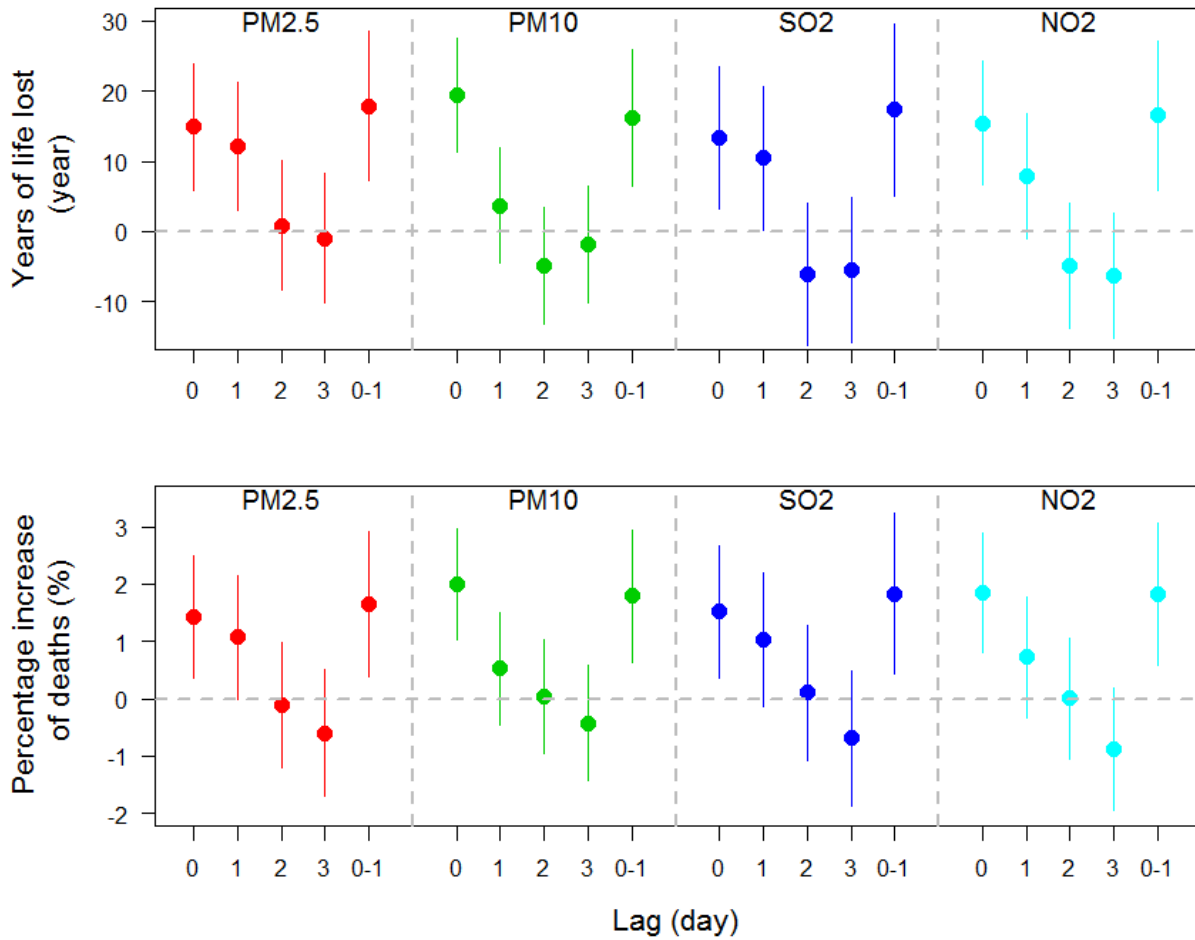 PM2.5 PM10 SO2 NO2
Years of life lost
(year)
30
20
10
0
-10
0 1 2 3 0-1 0 1 2 3 0-1 0 1 2 3 0-1 0 1 2 3 0-1
PM2.5 PM10 SO2 NO2
Percentage increase
of deaths (%)
3
2
1
0
-1
-2
0 1 2 3 0-1 0 1 2 3 0-1 0 1 2 3 0-1 0 1 2 3 0-1
Lag (day)